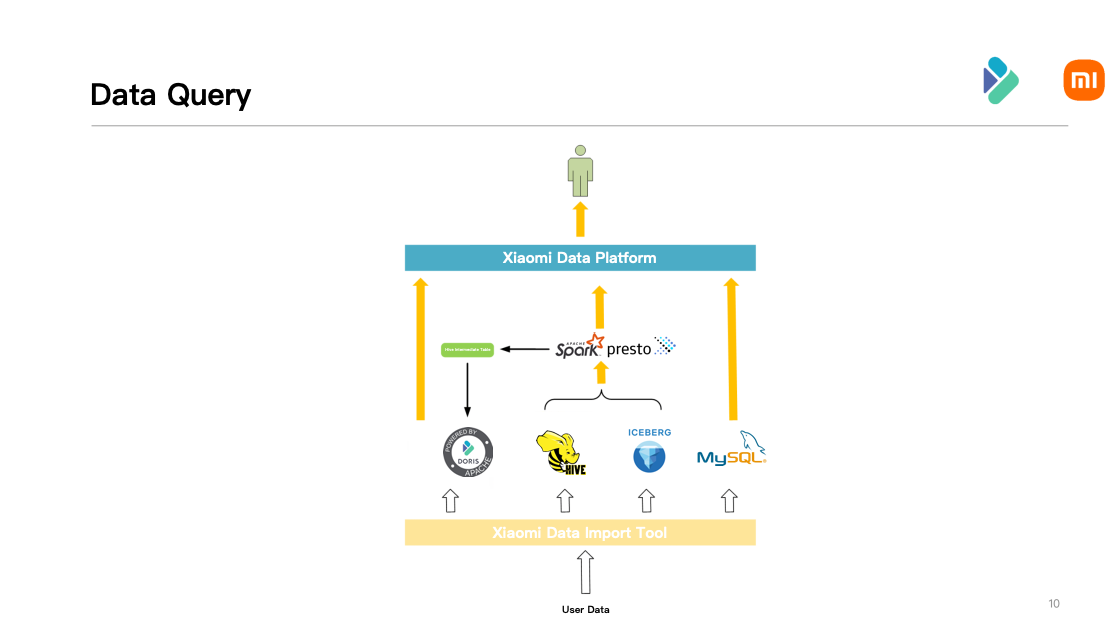 Data Query
mi
Xiaomi Data Platform
Hive Intermediate Table
APACHE
Spark
presto
POWERED BY
DORIS
APACHE
HIVE
ICEBERG
MySQL
Xiaomi Data Import Tool
User Data
10